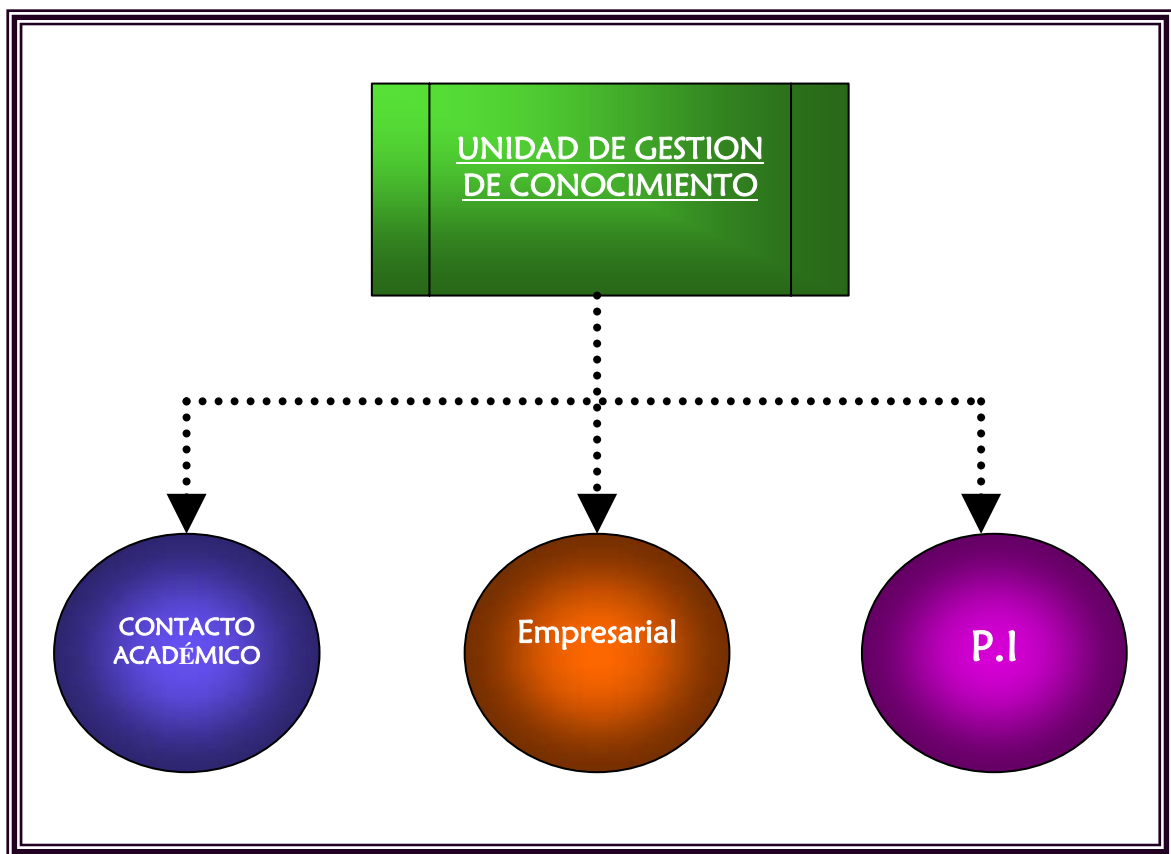 UNIDAD DE GESTION
DE CONOCIMIENTO
CONTACTO
ACADÉMICO
Empresarial
P.I